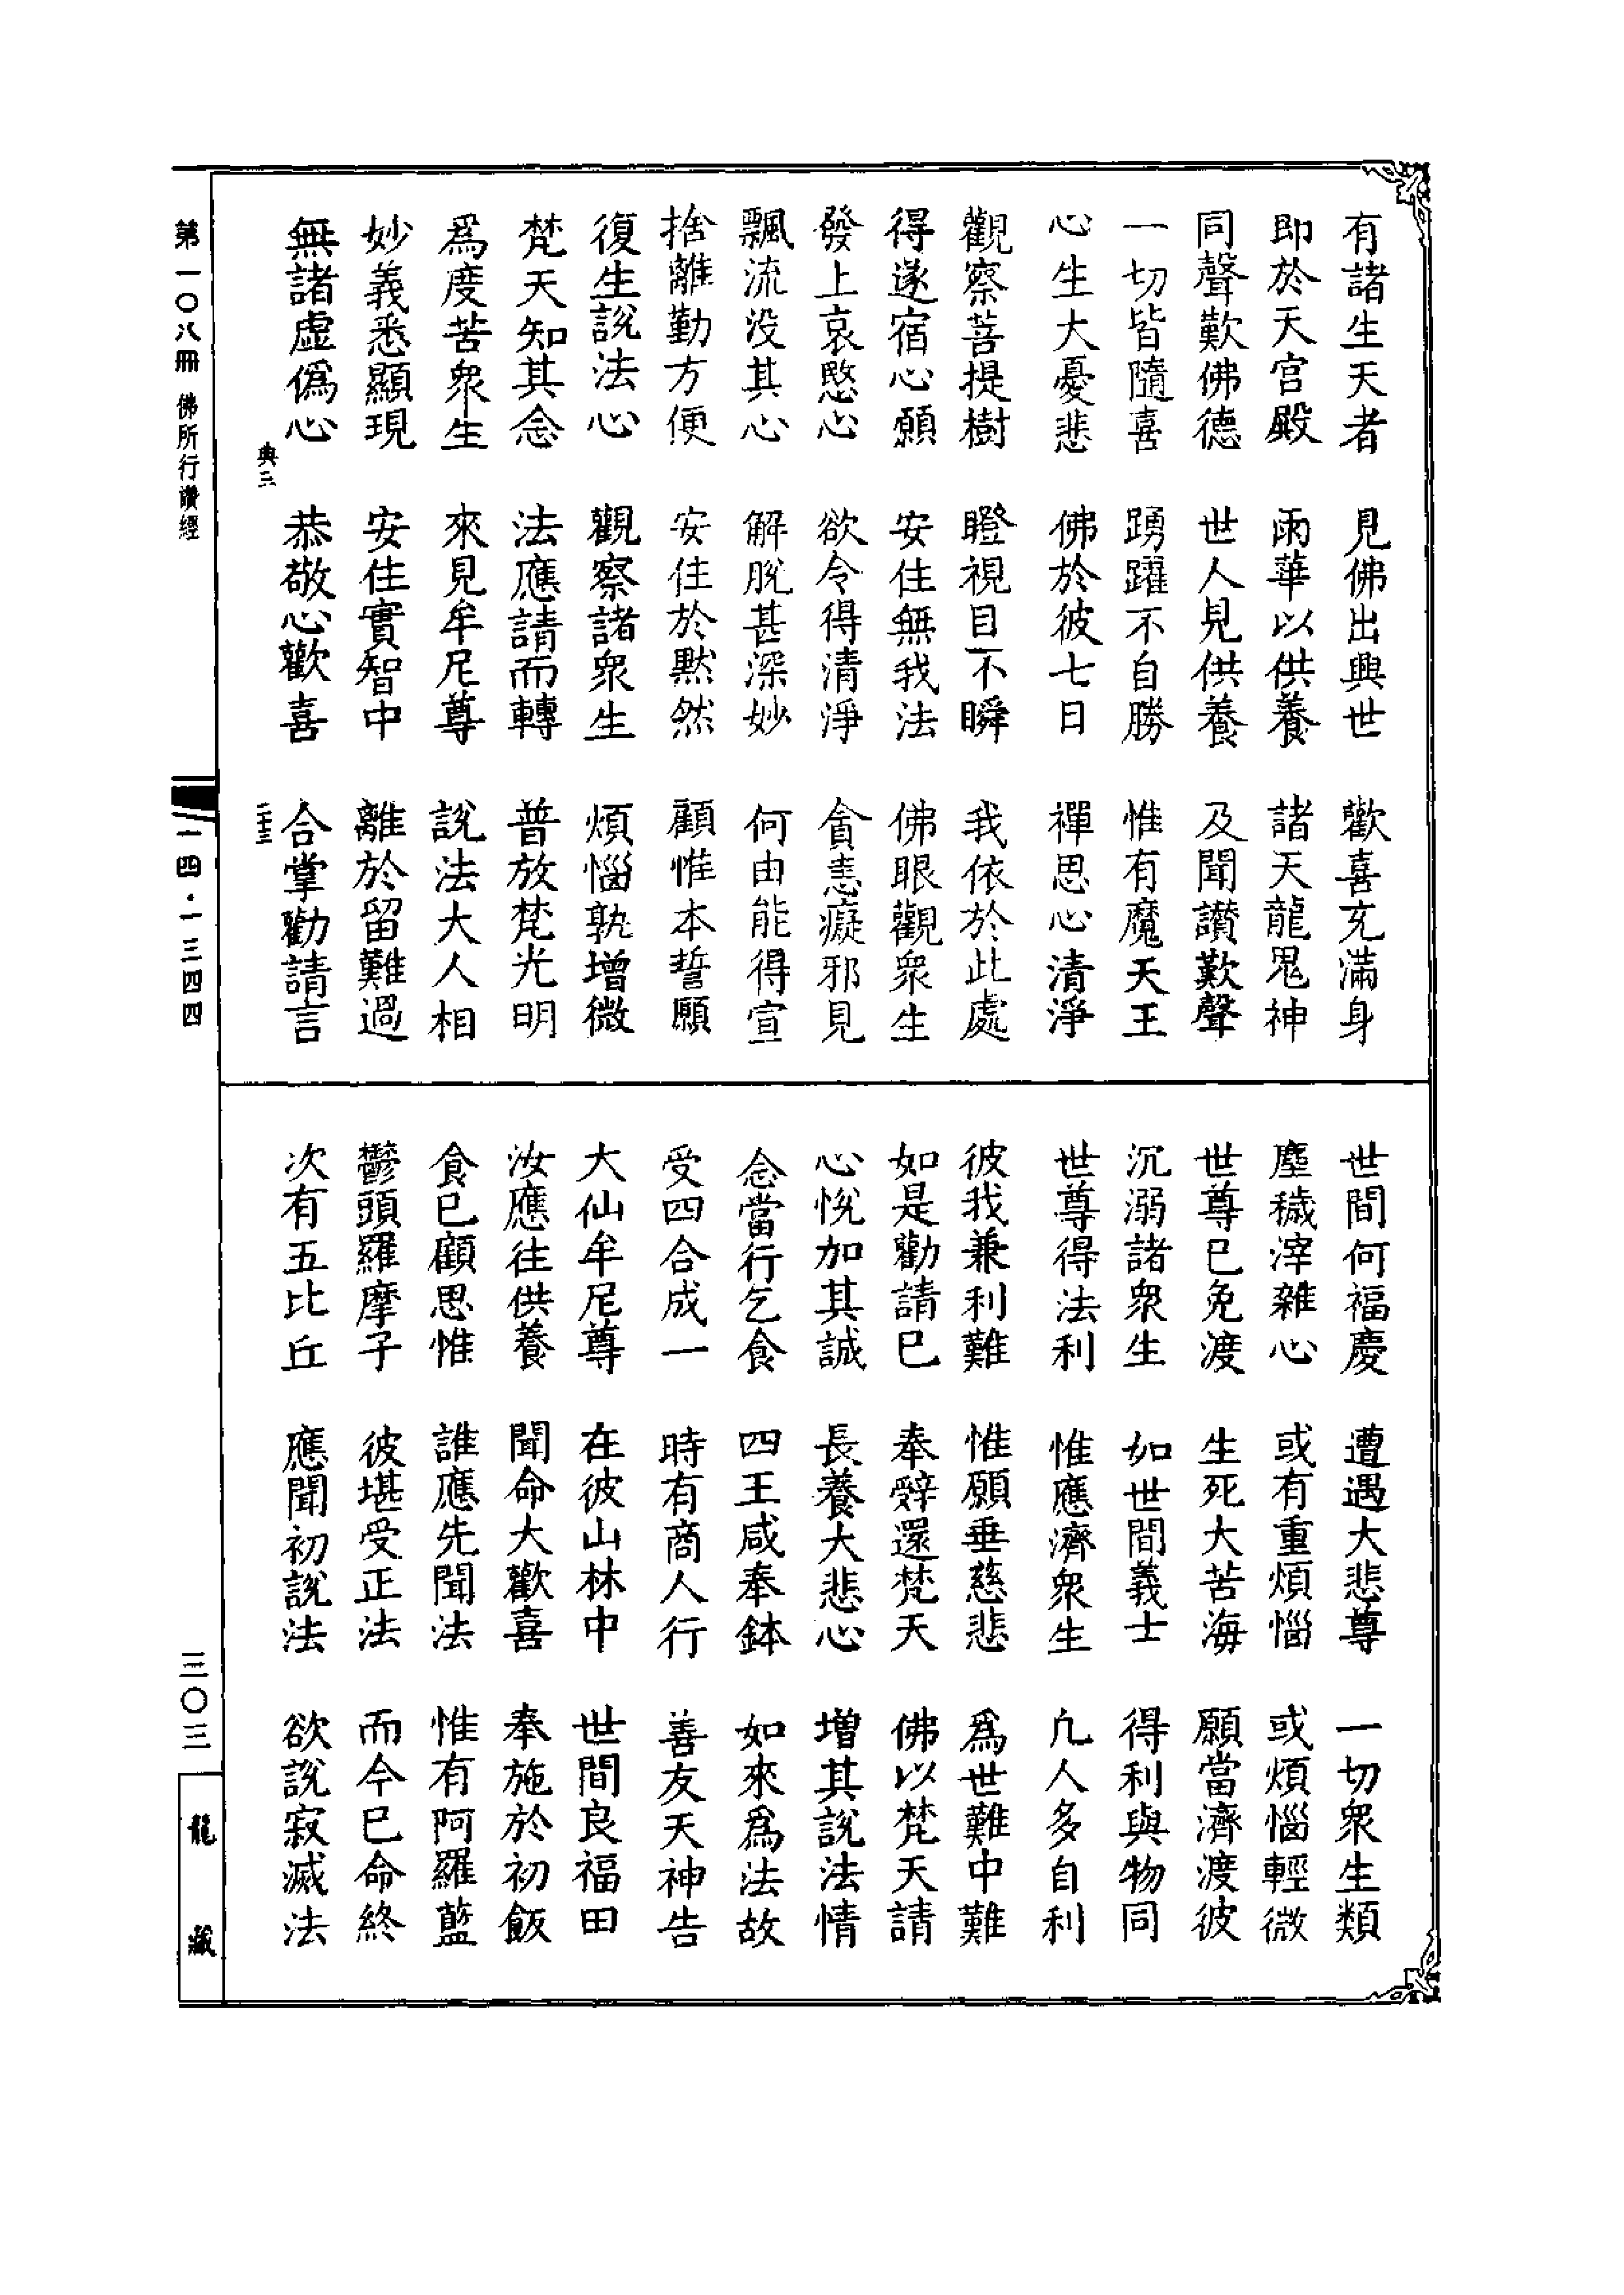 有諸生天者　見佛出興世　歡喜充滿身
即於天宮殿　雨華以供養　諸天龍鬼神
同聲歎佛德　世人見供養　及聞讃歎聲
一切皆隨喜　踴躍不自勝　惟有魔天王
心生大憂悲　佛於彼七日　禪思心清淨
觀察菩提樹　瞪視目不瞬　我依於此處
得遂宿心願　安住無我法　佛眼觀衆生
發上哀愍心　欲令得清淨　貪恚癡邪見
飄流没其心　解脫甚深妙　何由能得宣
捨離勤方便　安住於默然　顧惟本誓願
復生說法心　觀察諸衆生　煩惱孰增微
梵天知其念　法應請而轉　普放梵光明
爲度苦衆生　來見牟尼尊　說法大人相
妙義悉顯現　安住實智中　離於留難過
無諸虛僞心　恭敬心歡喜　合掌勸請言
典三　二十三
世間何福慶　遭遇大悲尊　一切衆生類
塵穢滓雜心　或有重煩惱　或煩惱輕微
世尊已免渡　生死大苦海　願當濟渡彼
沉溺諸衆生　如世間義士　得利與物同
世尊得法利　惟應濟衆生　凡人多自利
彼我兼利難　惟願垂慈悲　爲世難中難
如是勸請已　奉辭還梵天　佛以梵天請
心悅加其誠　長養大悲心　增其說法情
念當行乞食　四王咸奉鉢　如來爲法故
受四合成一　時有商人行　善友天神告
大仙牟尼尊　在彼山林中　世間良福田
汝應往供養　聞命大歡喜　奉施於初飯
食已顧思惟　誰應先聞法　惟有阿羅藍
鬱頭羅摩子　彼堪受正法　而今已命終
次有五比丘　應聞初說法　欲說寂滅法
第一〇八冊　佛所行讚經
一四·一三四四
三〇三
龍藏